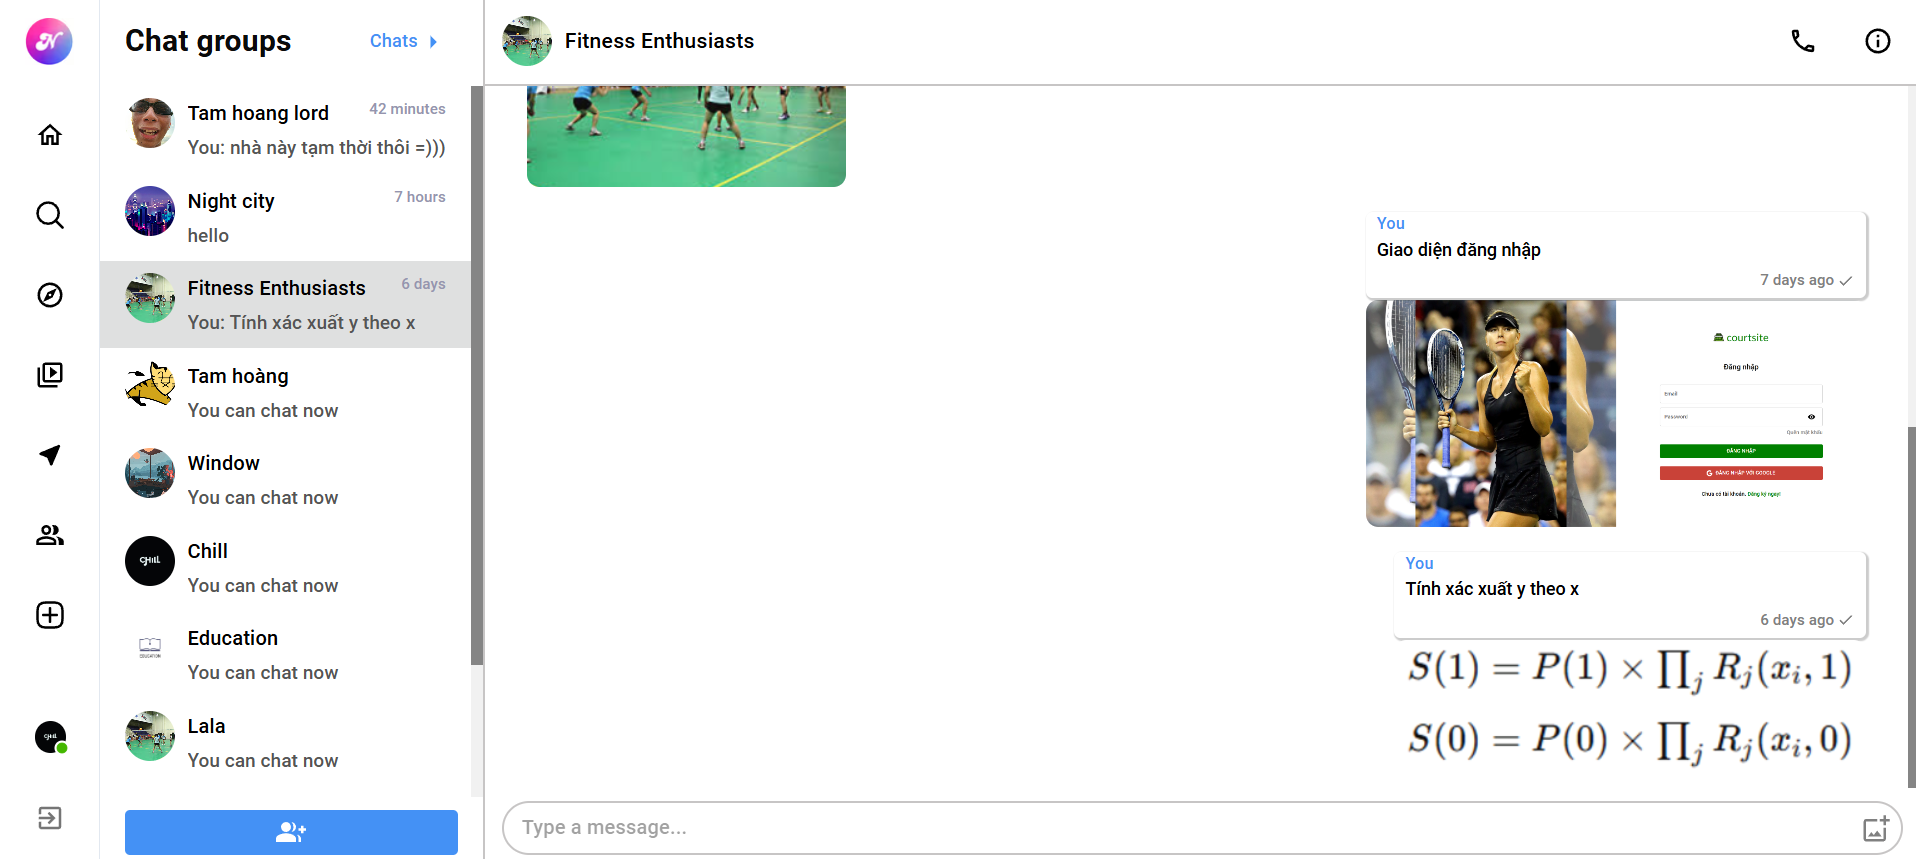 Chat groups
Chats
Tam hoang lord
42 minutes
You: nhà này tạm thời thôi =)))
Night city
7 hours
hello
Fitness Enthusiasts
6 days
You: Tính xác xuất y theo x
Tam hoàng
You can chat now
Window
You can chat now
Chill
You can chat now
Education
You can chat now
Lala
You can chat now
Fitness Enthusiasts
You
Giao diện đăng nhập
7 days ago
courtsite
Đăng nhập
Email
Password
Quên mật khẩu
ĐĂNG NHẬP
G ĐĂNG NHẬP VỚI GOOGLE
Chưa có tài khoản. Đăng ký ngay!
You
Tính xác xuất y theo x
6 days ago
S(1) = P(1) × ∏_j R_j(x_i, 1)
S(0) = P(0) × ∏_j R_j(x_i, 0)
Type a message...